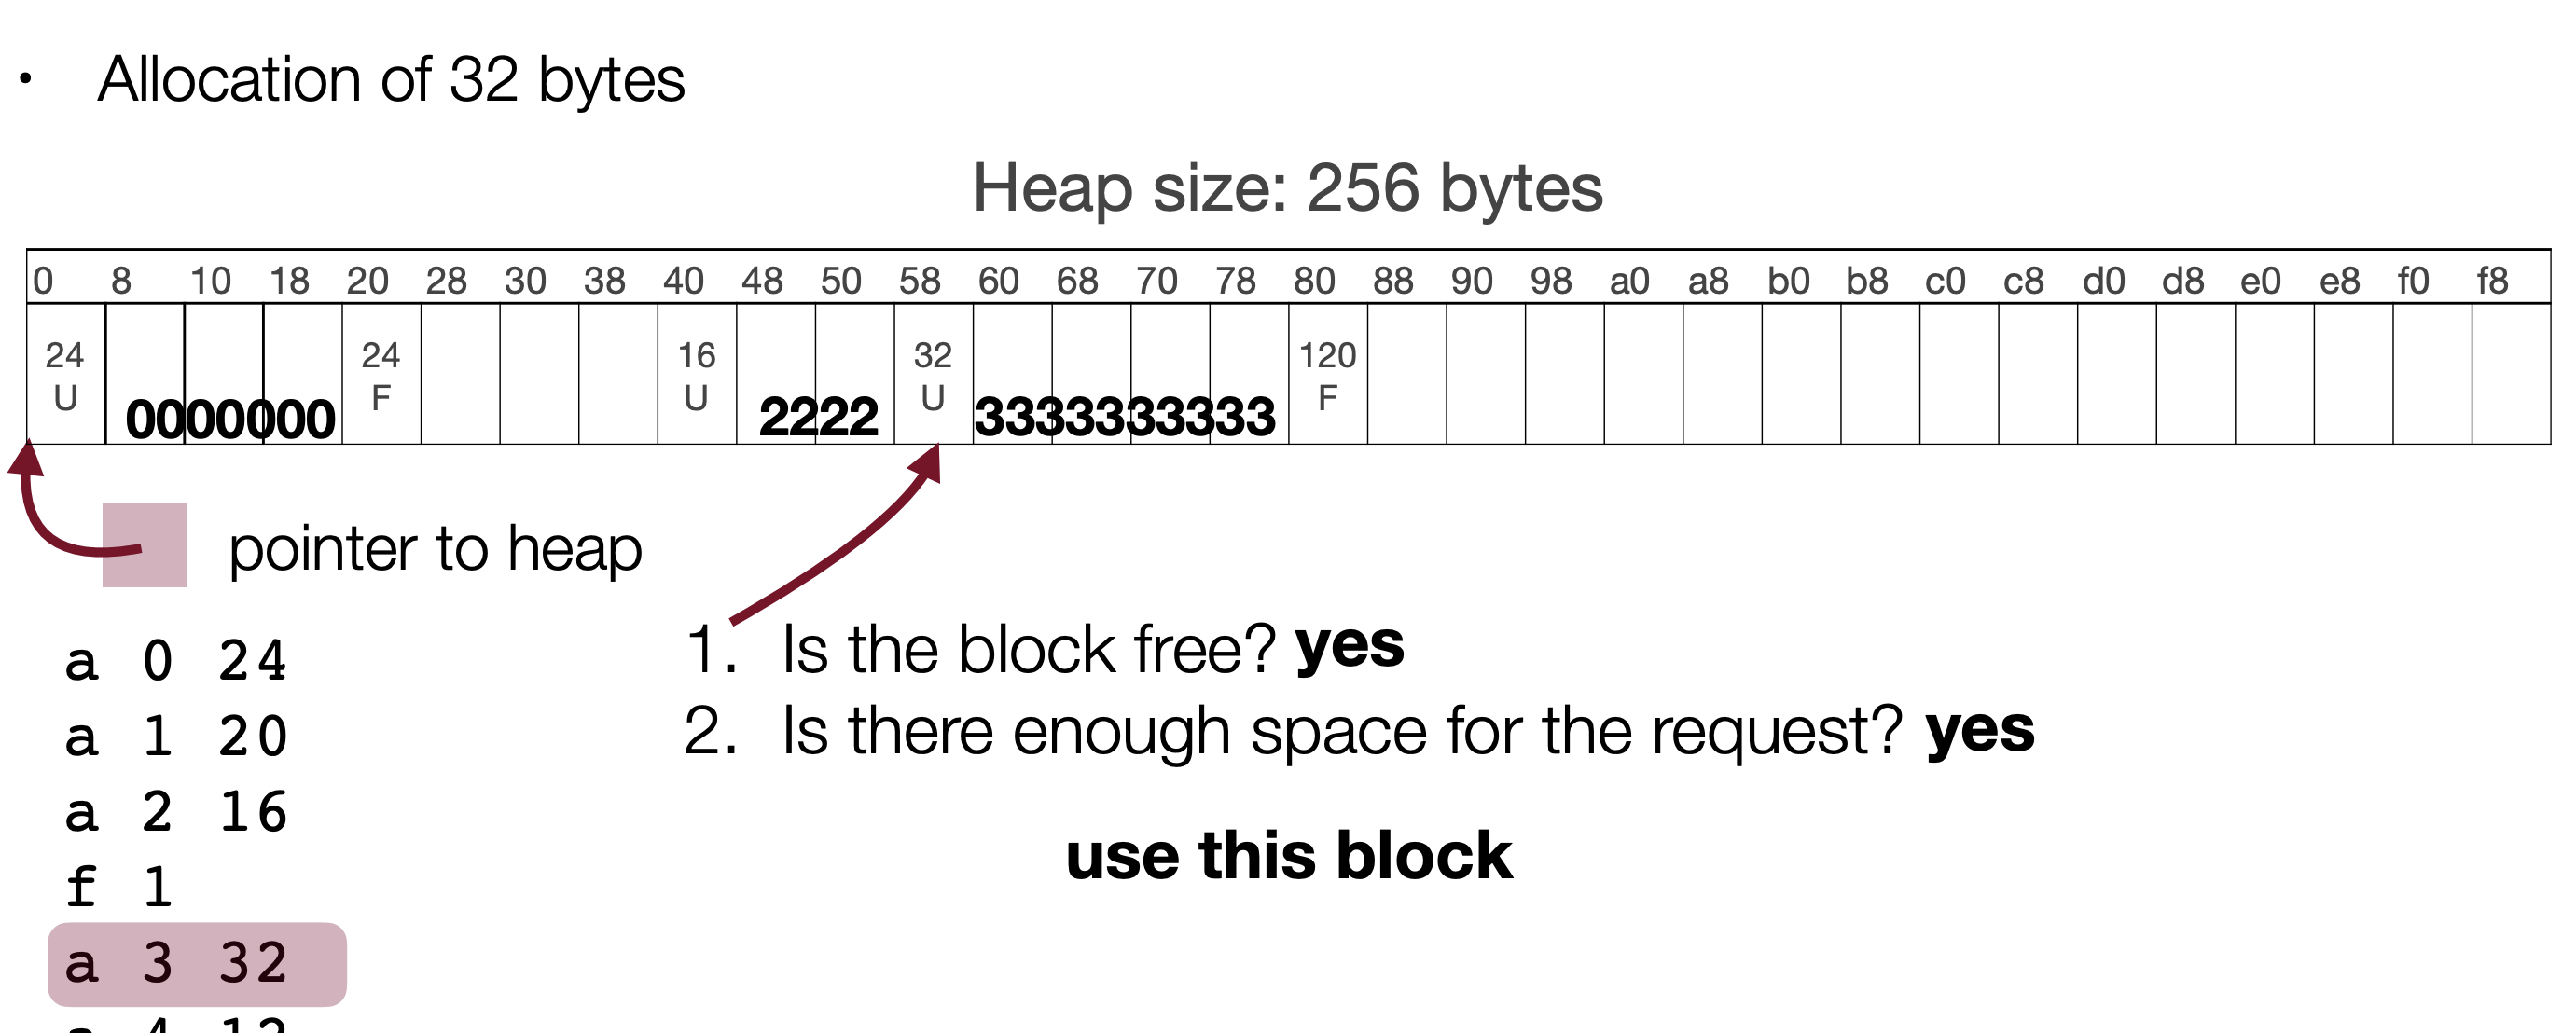 • Allocation of 32 bytes
Heap size: 256 bytes
0 8 10 18 20 28 30 38 40 48 50 58 60 68 70 78 80 88 90 98 a0 a8 b0 b8 c0 c8 d0 d8 e0 e8 f0 f8
24 24 16 32 120
U F U U F
0000000 2222 3333333333
pointer to heap
a 0 24
1. Is the block free? yes
a 1 20
2. Is there enough space for the request? yes
a 2 16
use this block
f 1
a 3 32